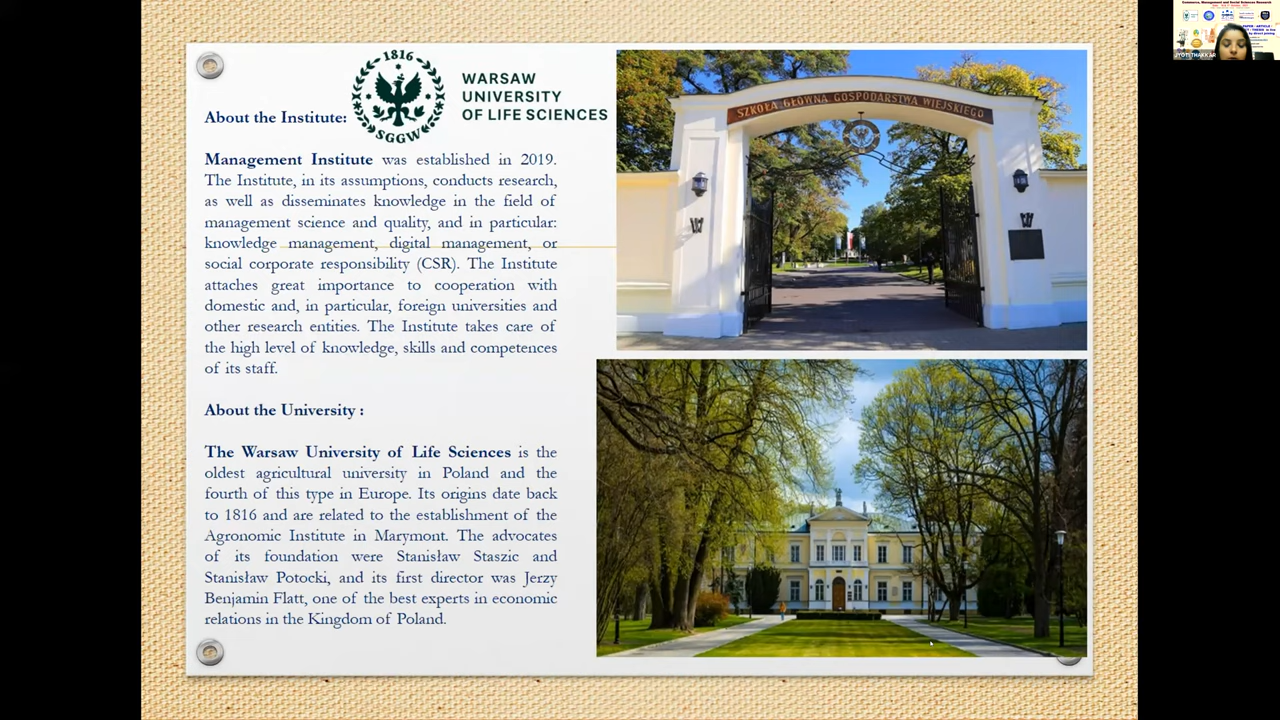 1816
SGGW
WARSAW
UNIVERSITY
OF LIFE SCIENCES
About the Institute:
Management Institute was established in 2019.
The Institute, in its assumptions, conducts research,
as well as disseminates knowledge in the field of
management science and quality, and in particular:
knowledge management, digital management, or
social corporate responsibility (CSR). The Institute
attaches great importance to cooperation with
domestic and, in particular, foreign universities and
other research entities. The Institute takes care of
the high level of knowledge, skills and competences
of its staff.
About the University :
The Warsaw University of Life Sciences is the
oldest agricultural university in Poland and the
fourth of this type in Europe. Its origins date back
to 1816 and are related to the establishment of the
Agronomic Institute in Marymont. The advocates
of its foundation were Stanisław Staszic and
Stanisław Potocki, and its first director was Jerzy
Benjamin Flatt, one of the best experts in economic
relations in the Kingdom of Poland.
SZKOŁA GŁÓWNA GOSPODARSTWA WIEJSKIEGO
Commerce, Management and Social Sciences Research
JYOTI THAKKAR